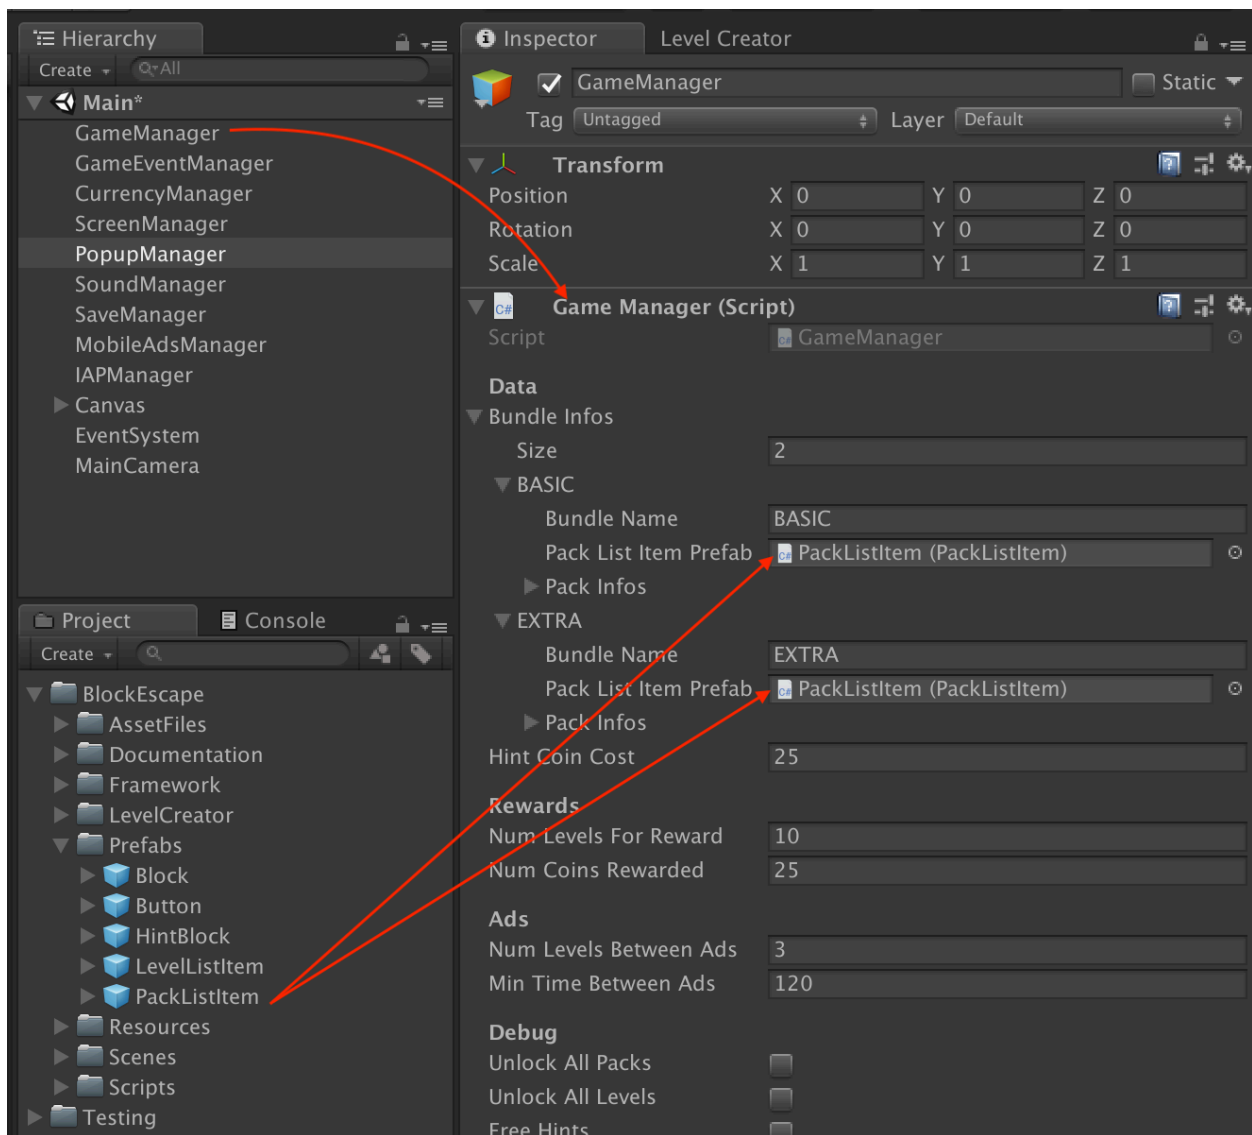 Hierarchy
Create
All
Main*
GameManager
GameEventManager
CurrencyManager
ScreenManager
PopupManager
SoundManager
SaveManager
MobileAdsManager
IAPManager
Canvas
EventSystem
MainCamera
Project Console
Create
BlockEscape
AssetFiles
Documentation
Framework
LevelCreator
Prefabs
Block
Button
HintBlock
LevelListItem
PackListItem
Resources
Scenes
Scripts
Testing
Inspector Level Creator
GameManager Static
Tag Untagged Layer Default
Transform
Position X 0 Y 0 Z 0
Rotation X 0 Y 0 Z 0
Scale X 1 Y 1 Z 1
C# Game Manager (Script)
Script GameManager
Data
Bundle Infos
Size 2
BASIC
Bundle Name BASIC
Pack List Item Prefab C# PackListItem (PackListItem)
Pack Infos
EXTRA
Bundle Name EXTRA
Pack List Item Prefab C# PackListItem (PackListItem)
Pack Infos
Hint Coin Cost 25
Rewards
Num Levels For Reward 10
Num Coins Rewarded 25
Ads
Num Levels Between Ads 3
Min Time Between Ads 120
Debug
Unlock All Packs
Unlock All Levels
Free Hints